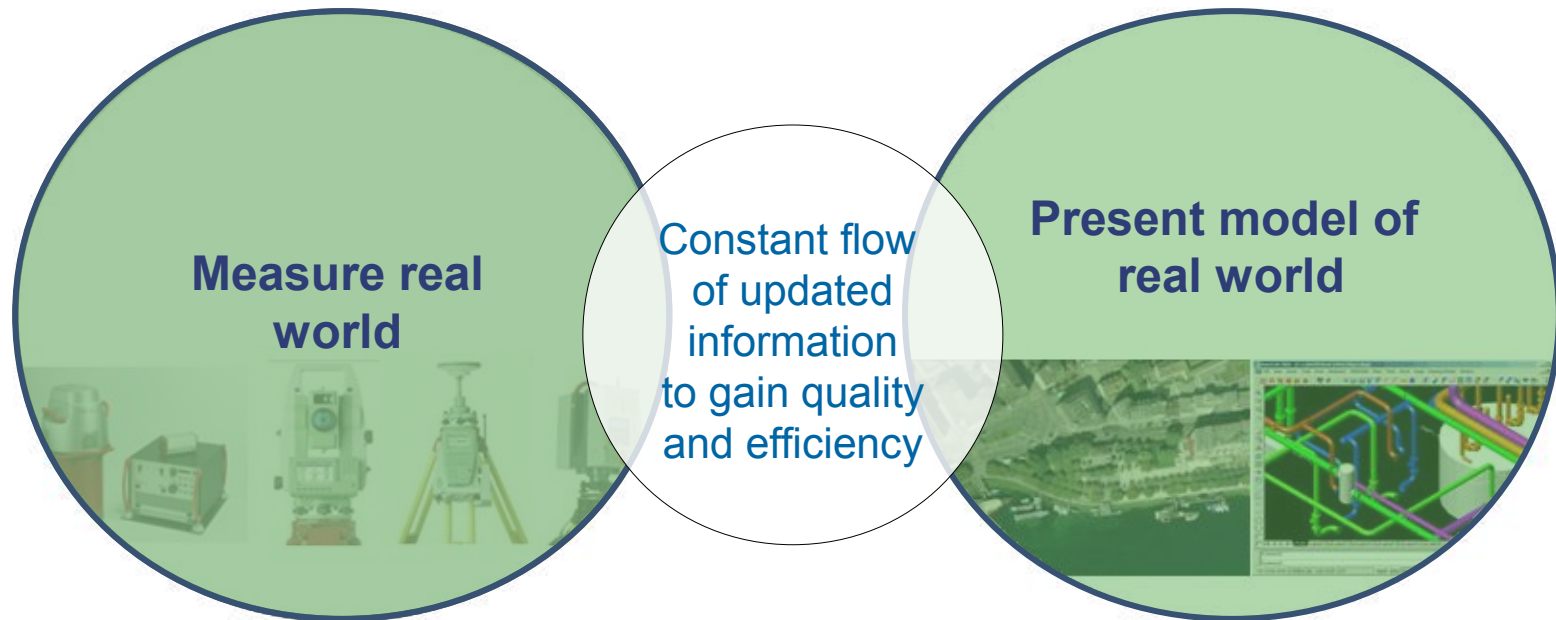 Measure real
world
Constant flow
of updated
information
to gain quality
and efficiency
Present model of
real world